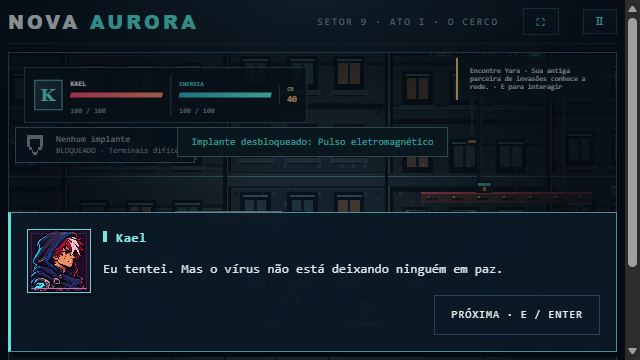 NOVA AURORA
SETOR 9 · ATO I · O CERCO
II
K
KAEL
100 / 100
ENERGIA
100 / 100
CR
40
Encontre Yara · Sua antiga
parceira de invasões conhece a
rede. · E para interagir
Nenhum implante
BLOQUEADO · Terminais difíc
Implante desbloqueado: Pulso eletromagnético
Kael
Eu tentei. Mas o vírus não está deixando ninguém em paz.
PRÓXIMA · E / ENTER